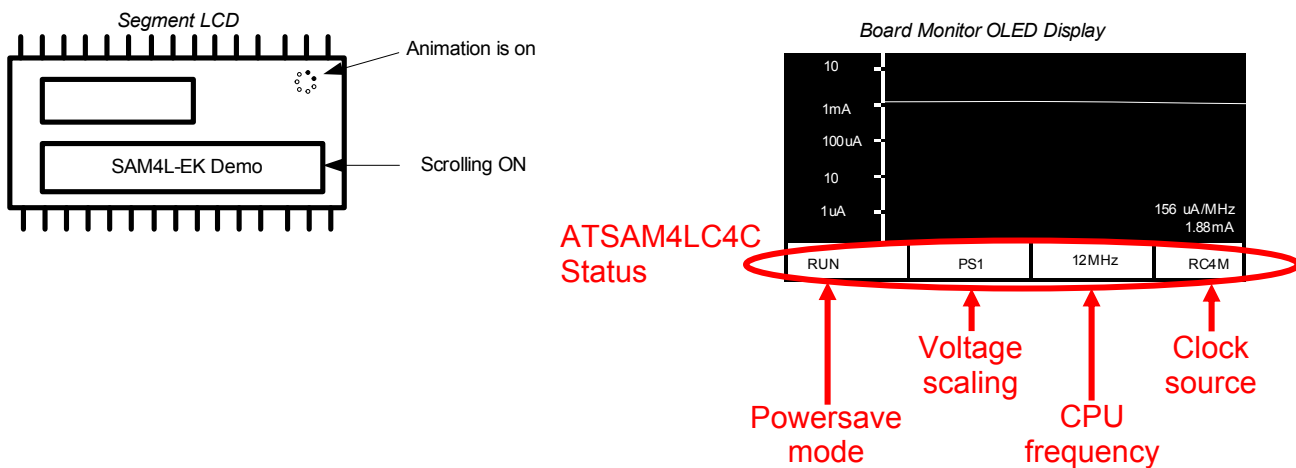 Segment LCD
Animation is on
SAM4L-EK Demo
Scrolling ON
Board Monitor OLED Display
10
1mA
100uA
10
1uA
156 uA/MHz
1.88mA
ATSAM4LC4C
Status
RUN
PS1
12MHz
RC4M
Voltage
scaling
Clock
source
Powersave
mode
CPU
frequency